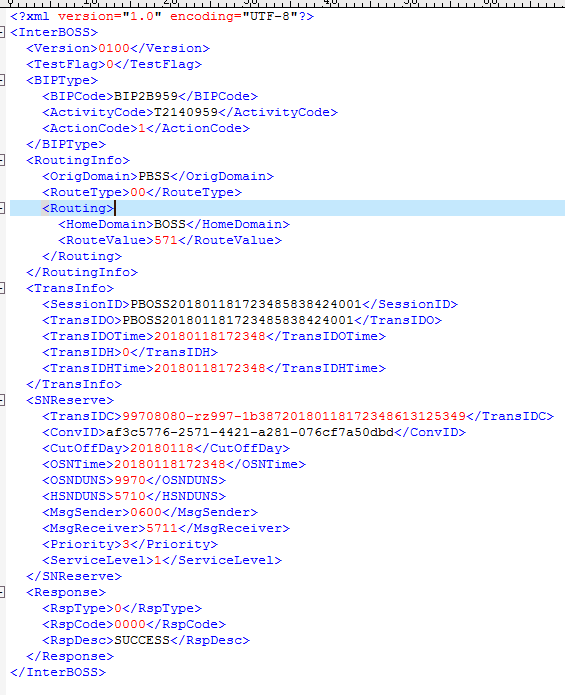 <?xml version="1.0" encoding="UTF-8"?>
<InterBOSS>
<Version>0100</Version>
<TestFlag>0</TestFlag>
<BIPType>
<BIPCode>BIP2B959</BIPCode>
<ActivityCode>T2140959</ActivityCode>
<ActionCode>1</ActionCode>
</BIPType>
<RoutingInfo>
<OrigDomain>PBSS</OrigDomain>
<RouteType>00</RouteType>
<Routing>
<HomeDomain>BOSS</HomeDomain>
<RouteValue>571</RouteValue>
</Routing>
</RoutingInfo>
<TransInfo>
<SessionID>PBOSS201801181723485838424001</SessionID>
<TransIDO>PBOSS201801181723485838424001</TransIDO>
<TransIDOTime>20180118172348</TransIDOTime>
<TransIDH>0</TransIDH>
<TransIDHTime>20180118172348</TransIDHTime>
</TransInfo>
<SNReserve>
<TransIDC>99708080-rz997-1b3872018011817234861312 5349</TransIDC>
<ConvID>af3c5776-2571-4421-a281-076cf7a50dbd</ConvID>
<CutOffDay>20180118</CutOffDay>
<OSNTime>20180118172348</OSNTime>
<OSNDUNS>9970</OSNDUNS>
<HSNDUNS>5710</HSNDUNS>
<MsgSender>0600</MsgSender>
<MsgReceiver>5711</MsgReceiver>
<Priority>3</Priority>
<ServiceLevel>1</ServiceLevel>
</SNReserve>
<Response>
<RspType>0</RspType>
<RspCode>0000</RspCode>
<RspDesc>SUCCESS</RspDesc>
</Response>
</InterBOSS>